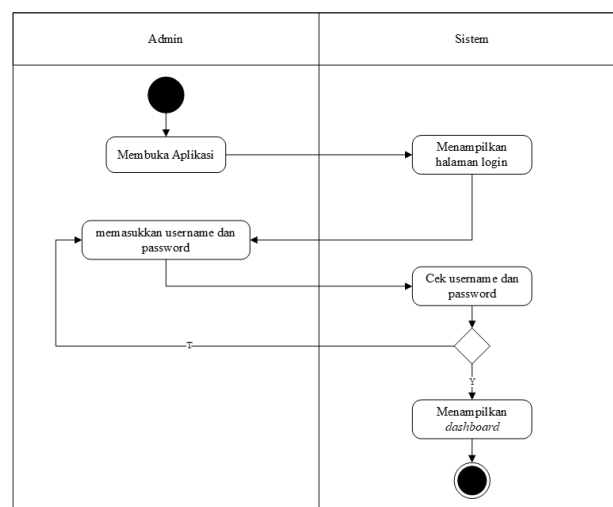 Admin
Sistem
Membuka Aplikasi
Menampilkan
halaman login
memasukkan username dan
password
Cek username dan
password
T
Y
Menampilkan
dashboard